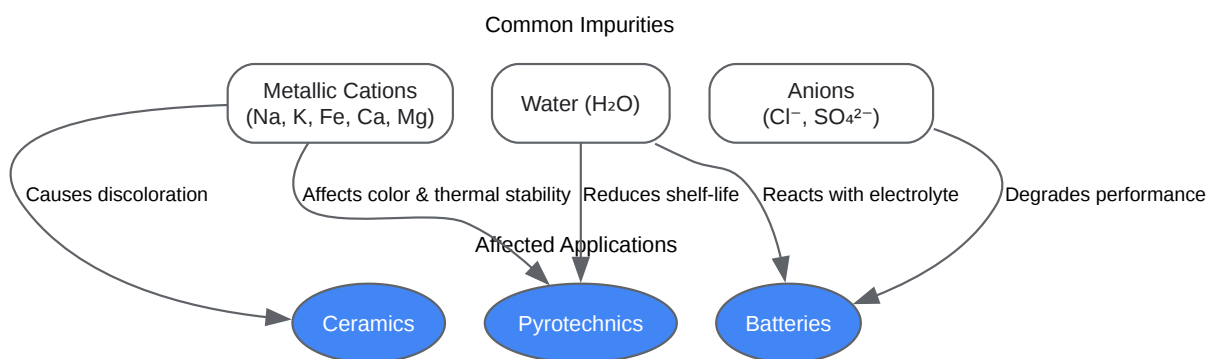 Common Impurities
Metallic Cations
(Na, K, Fe, Ca, Mg)
Water (H₂O)
Anions
(Cl⁻, SO₄²⁻)
Causes discoloration
Affects color & thermal stability
Reduces shelf-life
Reacts with electrolyte
Degrades performance
Affected Applications
Ceramics
Pyrotechnics
Batteries